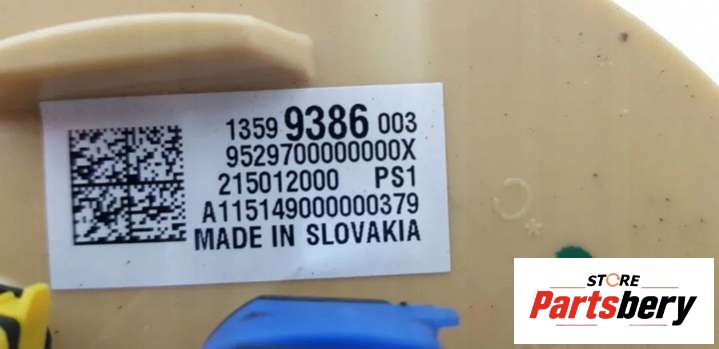 1359 9386 003
9529700000000X
215012000 PS1
A115149000000379
MADE IN SLOVAKIA
STORE
Partsbery